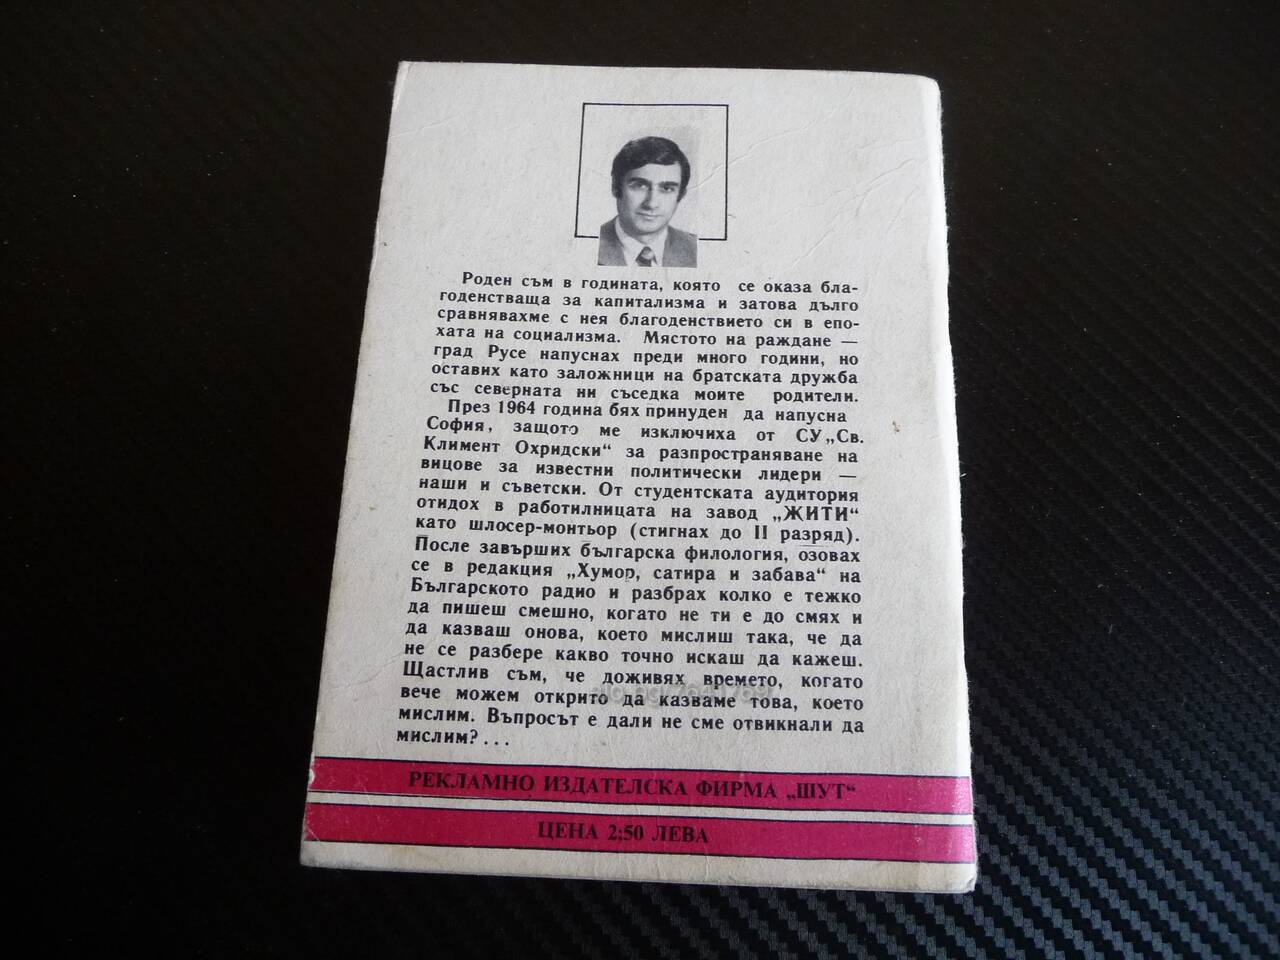 Роден съм в годината, която се оказа бла-
годенстваща за капитализма и затова дълго
сравнявахме с нея благоденствието си в епо-
хата на социализма. Мястото на раждане —
град Русе напуснах преди много години, но
оставих като заложници на братската дружба
със северната ни съседка моите родители.
През 1964 година бях принуден да напусна
София, защото ме изключиха от СУ „Св.
Климент Охридски“ за разпространяване на
вицове за известни политически лидери —
наши и съветски. От студентската аудитория
отидох в работилницата на завод „ЖИТИ“
като шлосер-монтьор (стигнах до II разряд).
После завърших българска филология, озовах
се в редакция „Хумор, сатира и забава“ на
Българското радио и разбрах колко е тежко
да пишеш смешно, когато не ти е до смях и
да казваш онова, което мислиш така, че да
не се разбере какво точно искаш да кажеш.
Щастлив съм, че доживях времето, когато
вече можем открито да казваме това, което
мислим. Въпросът е дали не сме отвикнали да
мислим?...
РЕКЛАМНО ИЗДАТЕЛСКА ФИРМА „ШУТ“
ЦЕНА 2:50 ЛЕВА